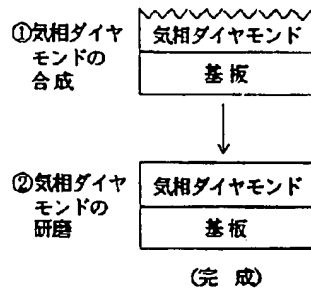 ①気相ダイヤ
モンドの
合成
気相ダイヤモンド
基板
②気相ダイヤ
モンドの
研磨
気相ダイヤモンド
基板
(完成)